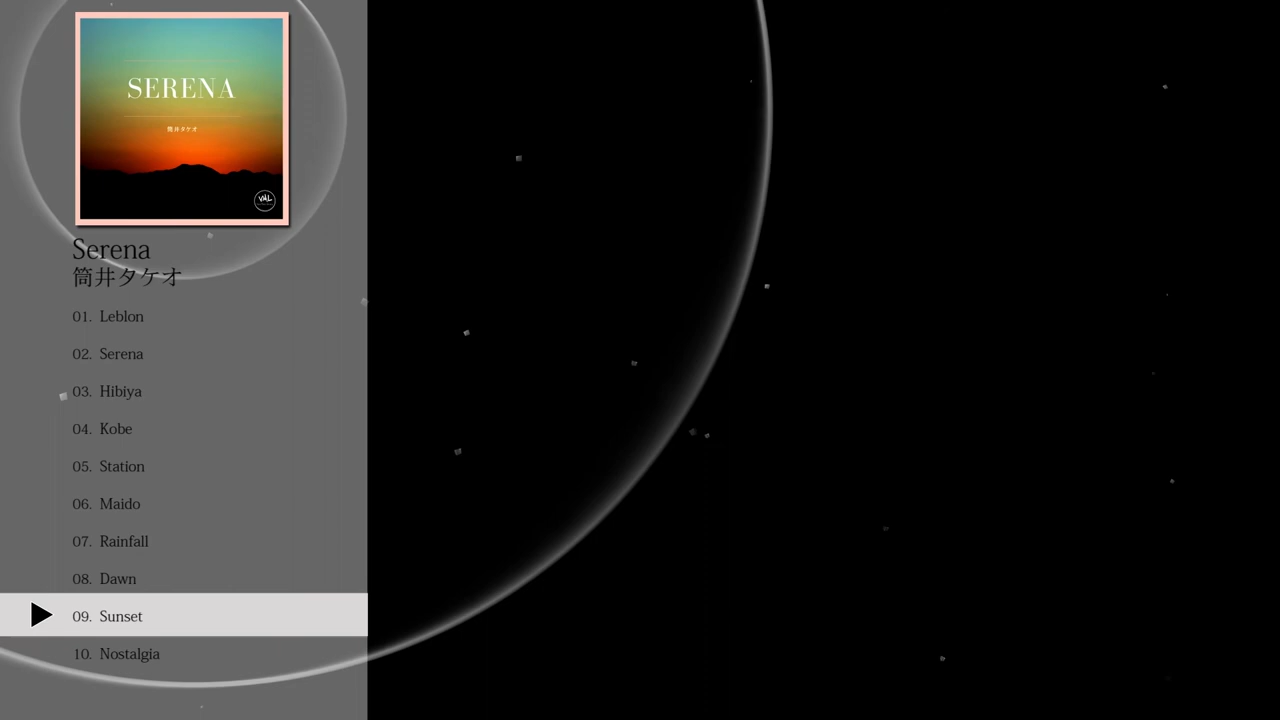 SERENA
筒井タケオ
VAL
Serena
筒井タケオ
01. Leblon
02. Serena
03. Hibiya
04. Kobe
05. Station
06. Maido
07. Rainfall
08. Dawn
09. Sunset
10. Nostalgia